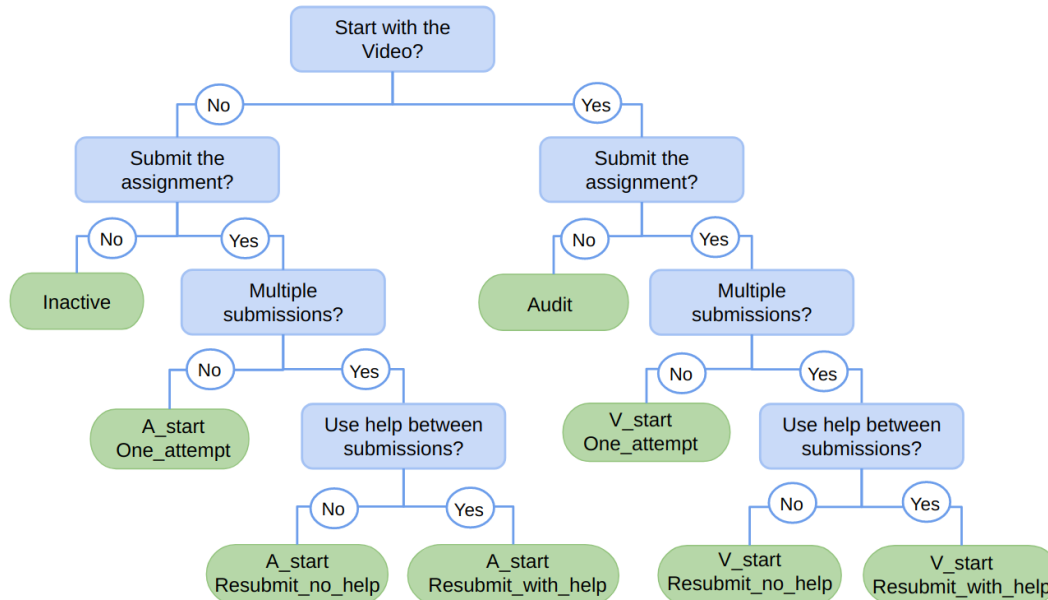 Start with the
Video?
No
Yes
Submit the
assignment?
Submit the
assignment?
No
Yes
No
Yes
Inactive
Multiple
submissions?
Audit
Multiple
submissions?
No
Yes
No
Yes
A_start
One_attempt
Use help between
submissions?
V_start
One_attempt
Use help between
submissions?
No
Yes
No
Yes
A_start
Resubmit_no_help
A_start
Resubmit_with_help
V_start
Resubmit_no_help
V_start
Resubmit_with_help